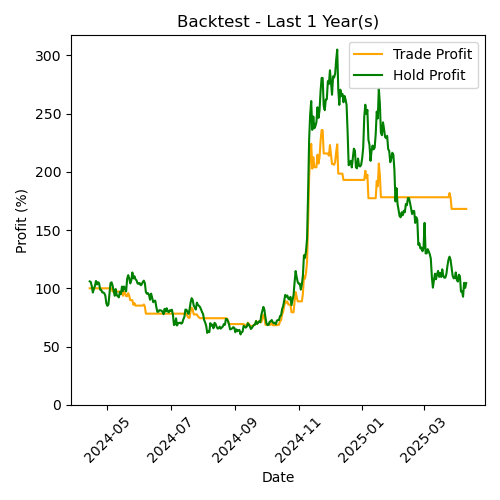 Backtest - Last 1 Year(s)
Trade Profit
Hold Profit
Profit (%)
300
250
200
150
100
50
0
2024-05
2024-07
2024-09
2024-11
2025-01
2025-03
Date